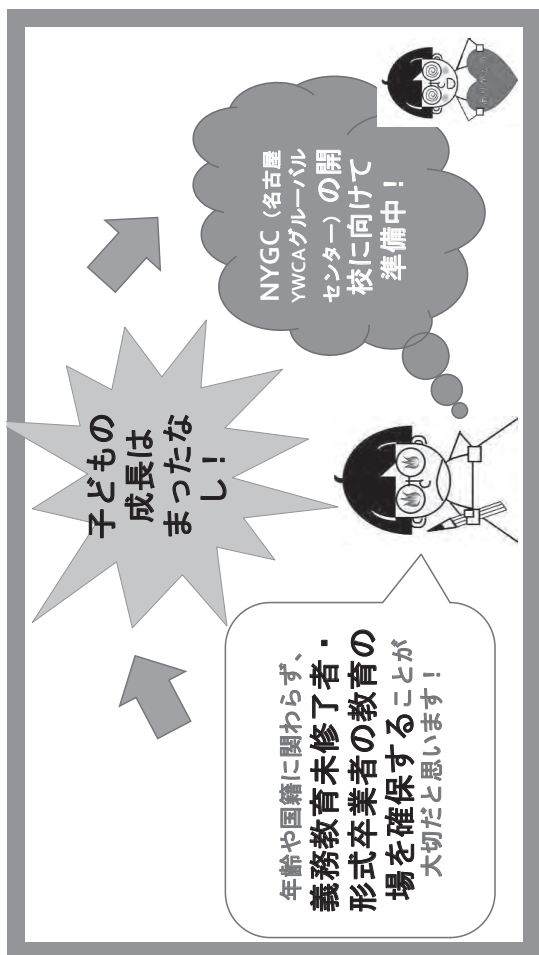 年齢や国籍に関わらず、
義務教育未修了者・
形式卒業者の教育の
場を確保することが
大切だと思います！
子どもの
成長は
まったな
し！
NYGC（名古屋
YWCAグルーバル
センター）の開
校に向けて
準備中！